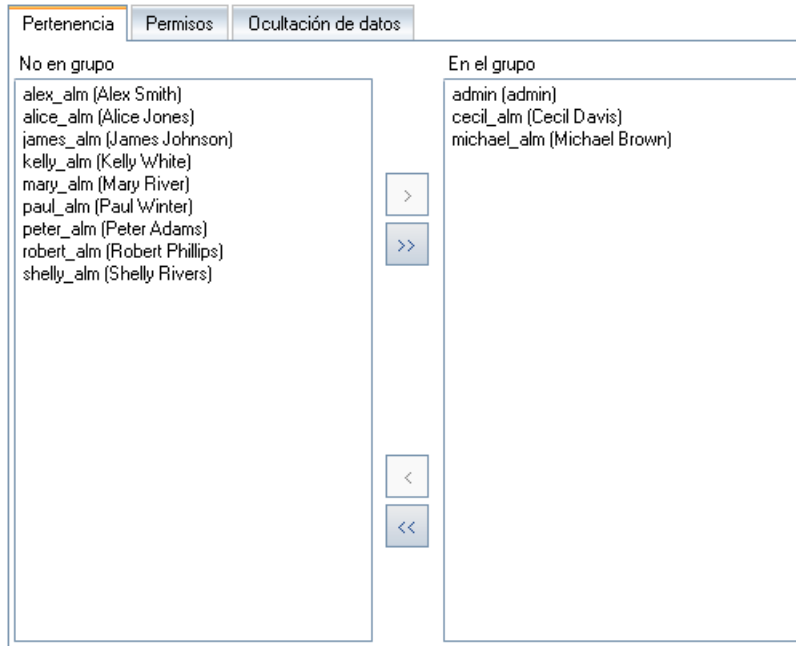 Pertenencia Permisos Ocultación de datos
No en grupo
alex_alm (Alex Smith)
alice_alm (Alice Jones)
james_alm (James Johnson)
kelly_alm (Kelly White)
mary_alm (Mary River)
paul_alm (Paul Winter)
peter_alm (Peter Adams)
robert_alm (Robert Phillips)
shelly_alm (Shelly Rivers)
>
>>
<
<<
En el grupo
admin (admin)
cecil_alm (Cecil Davis)
michael_alm (Michael Brown)